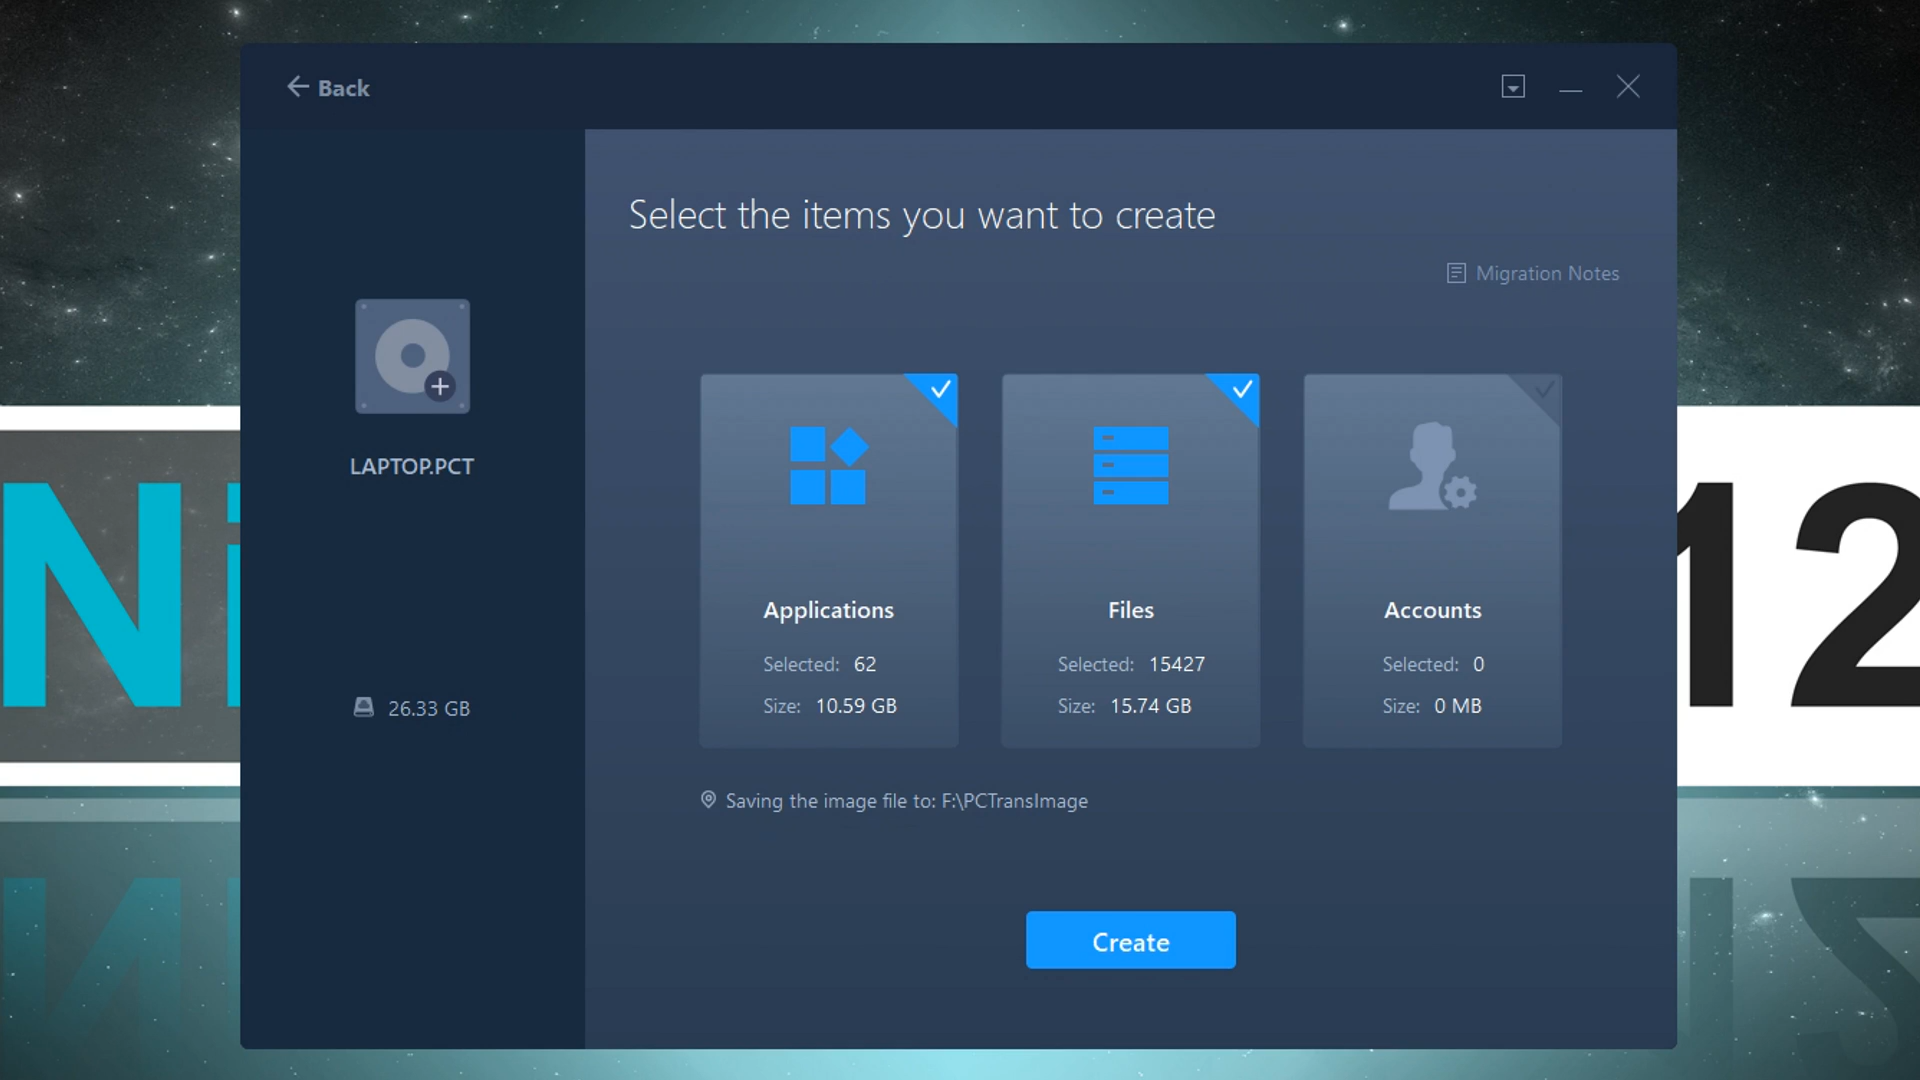 Back
Select the items you want to create
Migration Notes
LAPTOP.PCT
26.33 GB
Applications
Selected: 62
Size: 10.59 GB
Files
Selected: 15427
Size: 15.74 GB
Accounts
Selected: 0
Size: 0 MB
Saving the image file to: F:\PCTransImage
Create
Ni
12